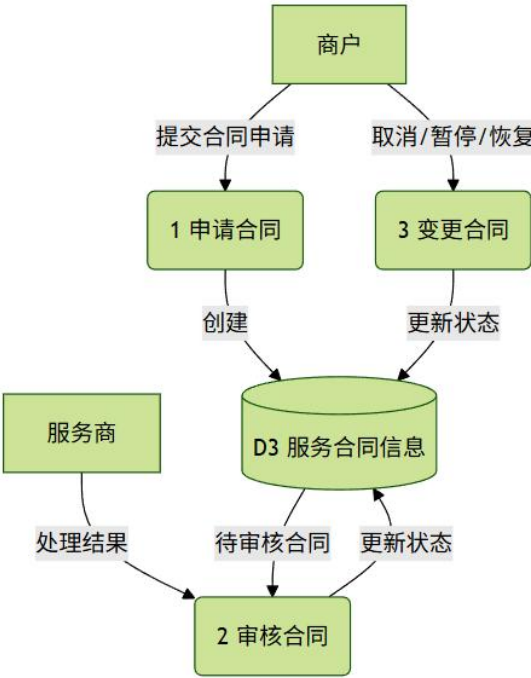 商户
提交合同申请
取消/暂停/恢复
1 申请合同
3 变更合同
创建
更新状态
服务商
D3 服务合同信息
处理结果
待审核合同
更新状态
2 审核合同